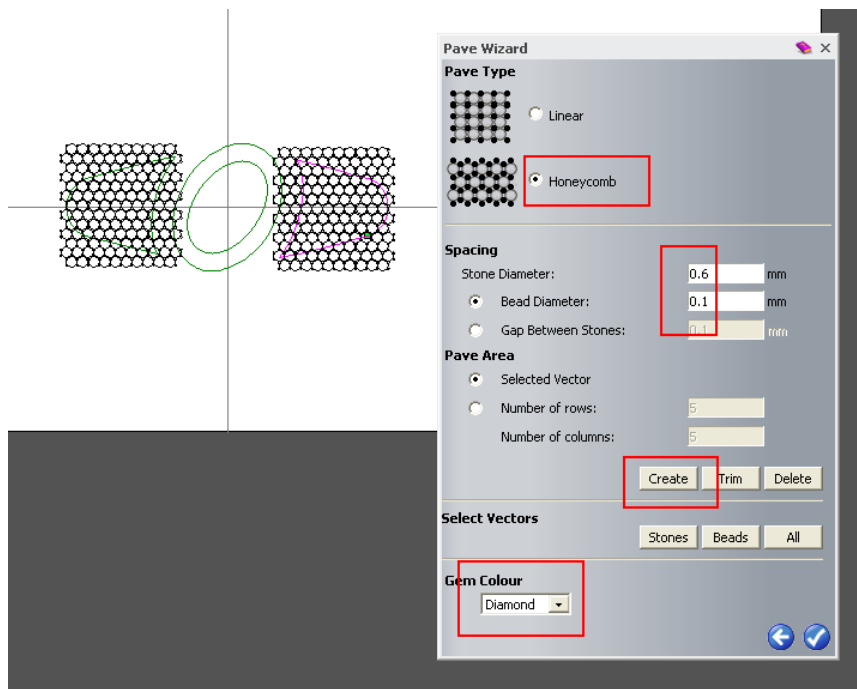 Pave Wizard
Pave Type
Linear
Honeycomb
Spacing
Stone Diameter: 0.6 mm
Bead Diameter: 0.1 mm
Gap Between Stones: 0.1 mm
Pave Area
Selected Vector
Number of rows: 5
Number of columns: 5
Create Trim Delete
Select Vectors
Stones Beads All
Gem Colour
Diamond